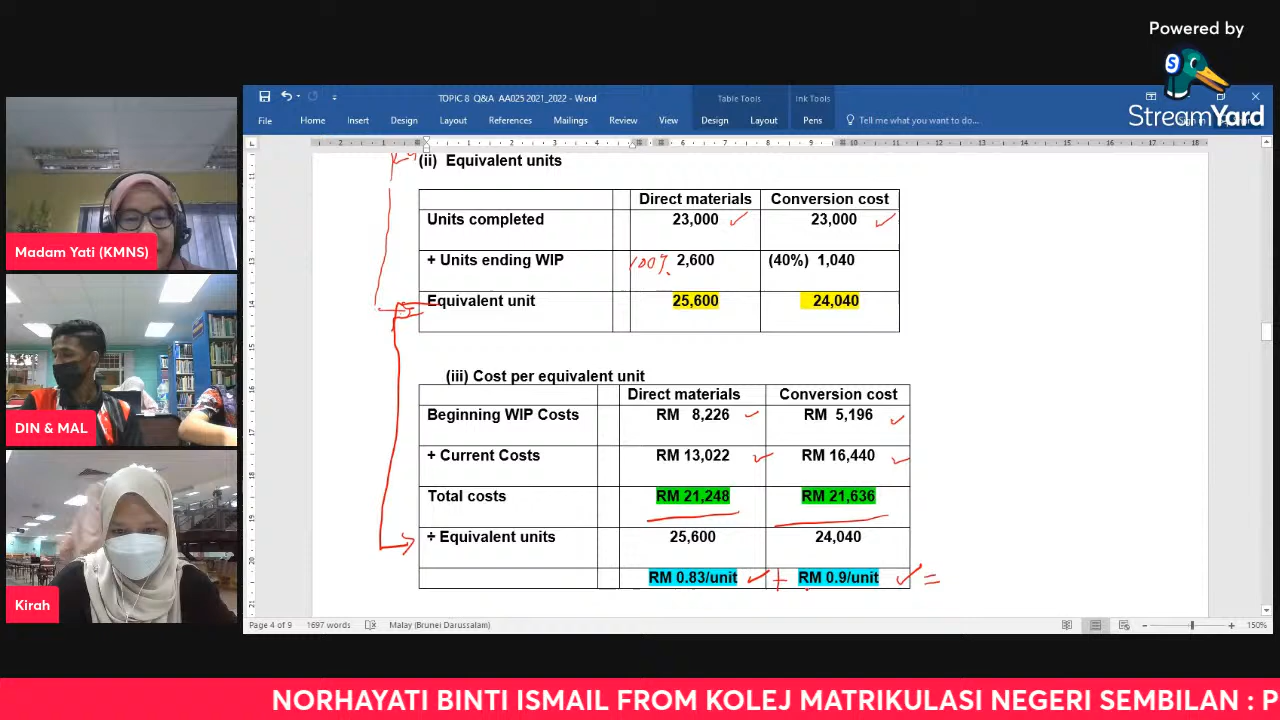 Powered by
StreamYard
TOPIC 8 Q&A AA025 2021_2022 - Word
Table Tools
Ink Tools
File Home Insert Design Layout References Mailings Review View Design Layout Pens Tell me what you want to do...
(ii) Equivalent units
Direct materials Conversion cost
Units completed 23,000 23,000
+ Units ending WIP 100% 2,600 (40%) 1,040
Equivalent unit 25,600 24,040
(iii) Cost per equivalent unit
Direct materials Conversion cost
Beginning WIP Costs RM 8,226 RM 5,196
+ Current Costs RM 13,022 RM 16,440
Total costs RM 21,248 RM 21,636
÷ Equivalent units 25,600 24,040
RM 0.83/unit + RM 0.9/unit =
Page 4 of 9 1697 words Malay (Brunei Darussalam) 150%
Madam Yati (KMNS)
DIN & MAL
Kirah
NORHAYATI BINTI ISMAIL FROM KOLEJ MATRIKULASI NEGERI SEMBILAN : P